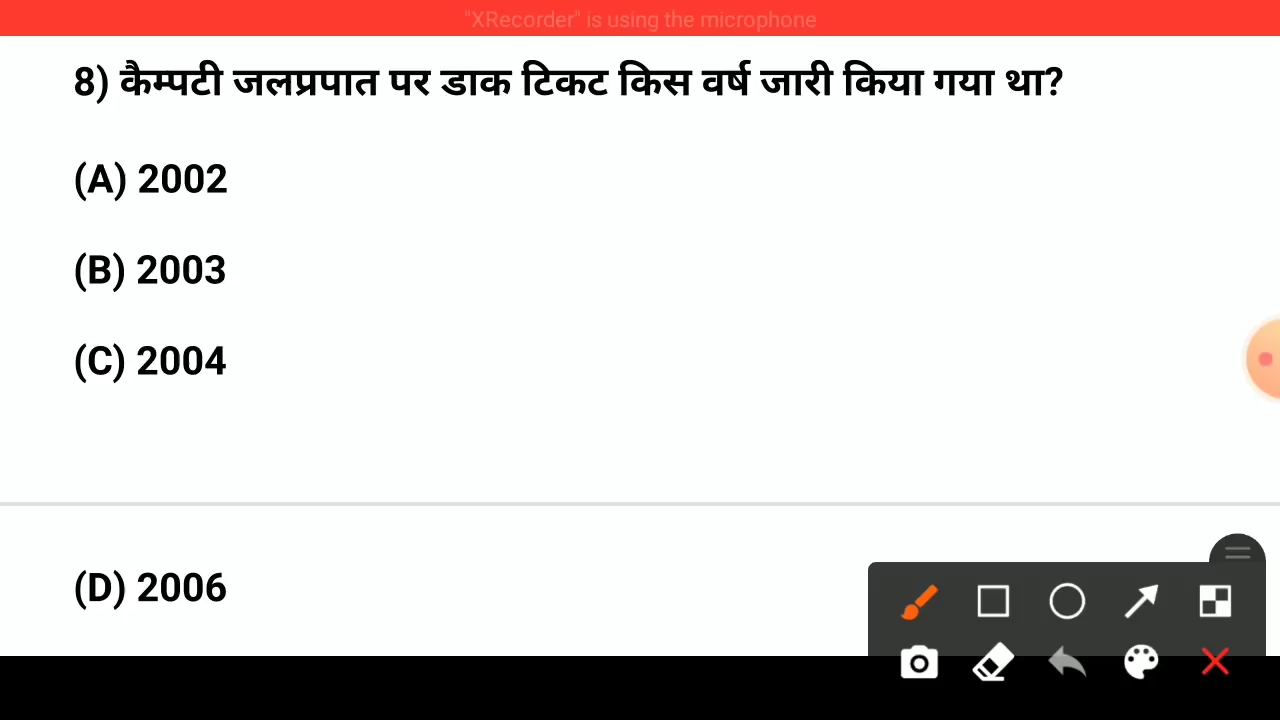 "XRecorder" is using the microphone
8) कैम्पटी जलप्रपात पर डाक टिकट किस वर्ष जारी किया गया था?
(A) 2002
(B) 2003
(C) 2004
(D) 2006